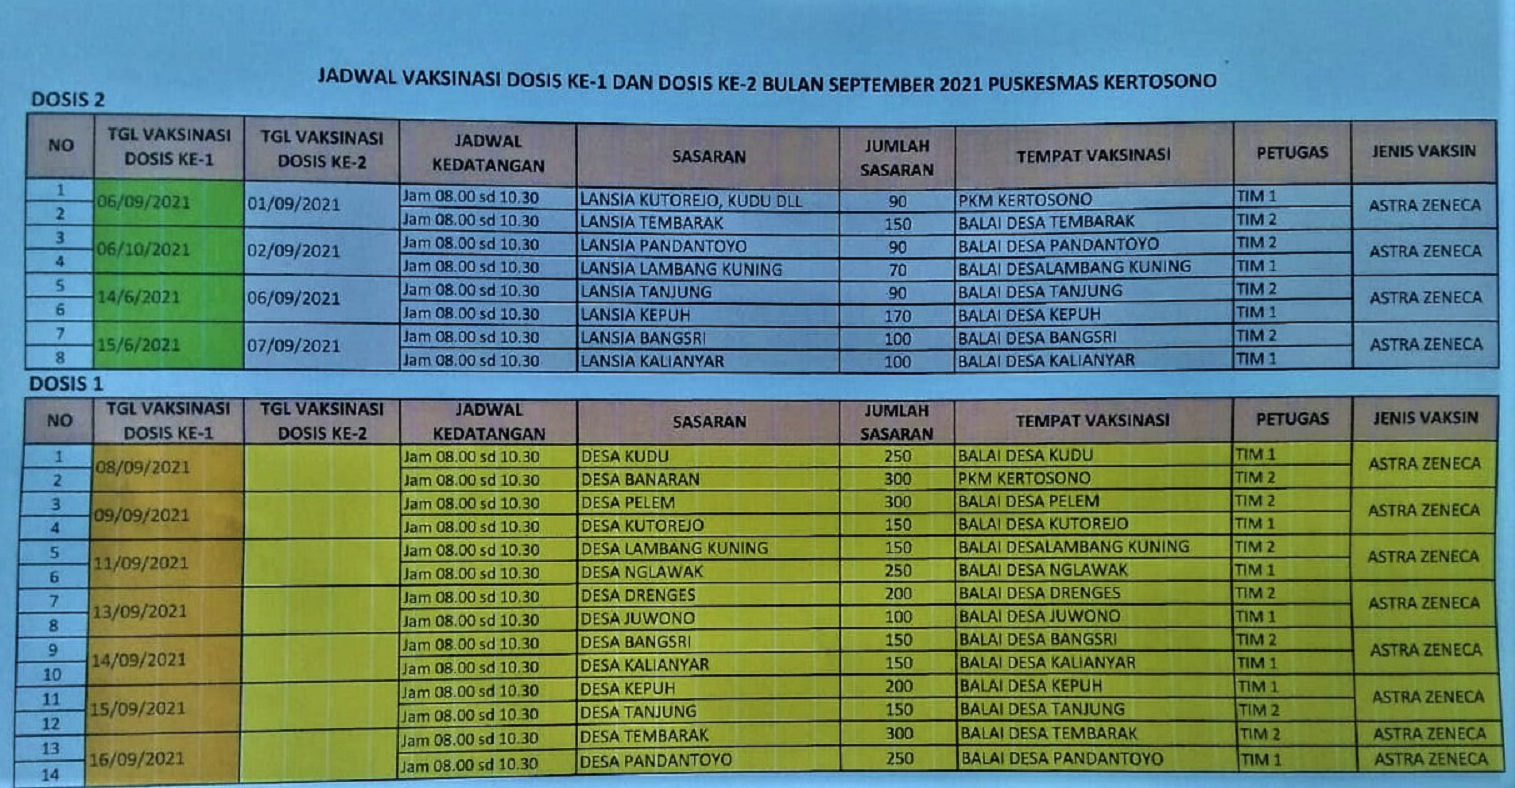 JADWAL VAKSINASI DOSIS KE-1 DAN DOSIS KE-2 BULAN SEPTEMBER 2021 PUSKESMAS KERTOSONO
DOSIS 2
NO TGL VAKSINASI DOSIS KE-1 TGL VAKSINASI DOSIS KE-2 JADWAL KEDATANGAN SASARAN JUMLAH SASARAN TEMPAT VAKSINASI PETUGAS JENIS VAKSIN
1 06/09/2021 01/09/2021 Jam 08.00 sd 10.30 LANSIA KUTOREJO, KUDU DLL 90 PKM KERTOSONO TIM 1 ASTRA ZENECA
2 Jam 08.00 sd 10.30 LANSIA TEMBARAK 150 BALAI DESA TEMBARAK TIM 2
3 06/10/2021 02/09/2021 Jam 08.00 sd 10.30 LANSIA PANDANTOYO 90 BALAI DESA PANDANTOYO TIM 2 ASTRA ZENECA
4 Jam 08.00 sd 10.30 LANSIA LAMBANG KUNING 70 BALAI DESALAMBANG KUNING TIM 1
5 14/6/2021 06/09/2021 Jam 08.00 sd 10.30 LANSIA TANJUNG 90 BALAI DESA TANJUNG TIM 2 ASTRA ZENECA
6 Jam 08.00 sd 10.30 LANSIA KEPUH 170 BALAI DESA KEPUH TIM 1
7 15/6/2021 07/09/2021 Jam 08.00 sd 10.30 LANSIA BANGSRI 100 BALAI DESA BANGSRI TIM 2 ASTRA ZENECA
8 Jam 08.00 sd 10.30 LANSIA KALIANYAR 100 BALAI DESA KALIANYAR TIM 1
DOSIS 1
NO TGL VAKSINASI DOSIS KE-1 TGL VAKSINASI DOSIS KE-2 JADWAL KEDATANGAN SASARAN JUMLAH SASARAN TEMPAT VAKSINASI PETUGAS JENIS VAKSIN
1 08/09/2021 Jam 08.00 sd 10.30 DESA KUDU 250 BALAI DESA KUDU TIM 1 ASTRA ZENECA
2 Jam 08.00 sd 10.30 DESA BANARAN 300 PKM KERTOSONO TIM 2
3 09/09/2021 Jam 08.00 sd 10.30 DESA PELEM 300 BALAI DESA PELEM TIM 2 ASTRA ZENECA
4 Jam 08.00 sd 10.30 DESA KUTOREJO 150 BALAI DESA KUTOREJO TIM 1
5 11/09/2021 Jam 08.00 sd 10.30 DESA LAMBANG KUNING 150 BALAI DESALAMBANG KUNING TIM 2 ASTRA ZENECA
6 Jam 08.00 sd 10.30 DESA NGLAWAK 250 BALAI DESA NGLAWAK TIM 1
7 13/09/2021 Jam 08.00 sd 10.30 DESA DRENGES 200 BALAI DESA DRENGES TIM 2 ASTRA ZENECA
8 Jam 08.00 sd 10.30 DESA JUWONO 100 BALAI DESA JUWONO TIM 1
9 14/09/2021 Jam 08.00 sd 10.30 DESA BANGSRI 150 BALAI DESA BANGSRI TIM 2 ASTRA ZENECA
10 Jam 08.00 sd 10.30 DESA KALIANYAR 150 BALAI DESA KALIANYAR TIM 1
11 15/09/2021 Jam 08.00 sd 10.30 DESA KEPUH 200 BALAI DESA KEPUH TIM 1 ASTRA ZENECA
12 Jam 08.00 sd 10.30 DESA TANJUNG 150 BALAI DESA TANJUNG TIM 2
13 16/09/2021 Jam 08.00 sd 10.30 DESA TEMBARAK 300 BALAI DESA TEMBARAK TIM 2 ASTRA ZENECA
14 Jam 08.00 sd 10.30 DESA PANDANTOYO 250 BALAI DESA PANDANTOYO TIM 1 ASTRA ZENECA